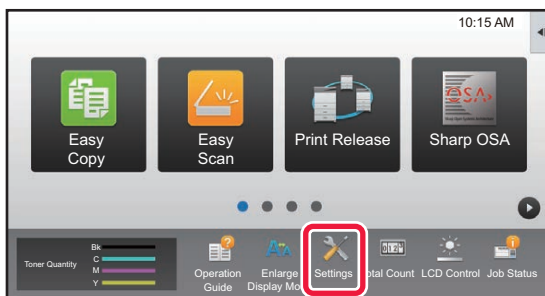 10:15 AM
Easy
Copy
Easy
Scan
Print Release
Sharp OSA
Toner Quantity
Bk
C
M
Y
Operation
Guide
Enlarge
Display Mo
Settings
otal Count
LCD Control
Job Status